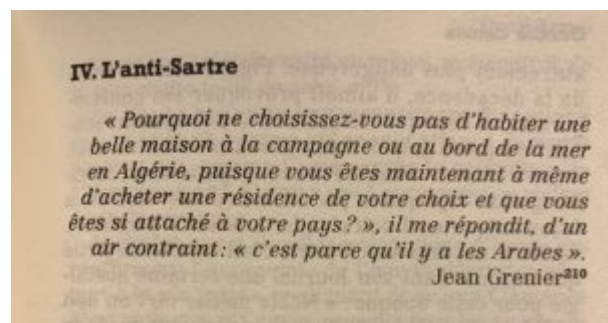 IV. L'anti-Sartre
« Pourquoi ne choisissez-vous pas d'habiter une
belle maison à la campagne ou au bord de la mer
en Algérie, puisque vous êtes maintenant à même
d'acheter une résidence de votre choix et que vous
êtes si attaché à votre pays ? », il me répondit, d'un
air contraint : « c'est parce qu'il y a les Arabes ».
Jean Grenier²¹⁰